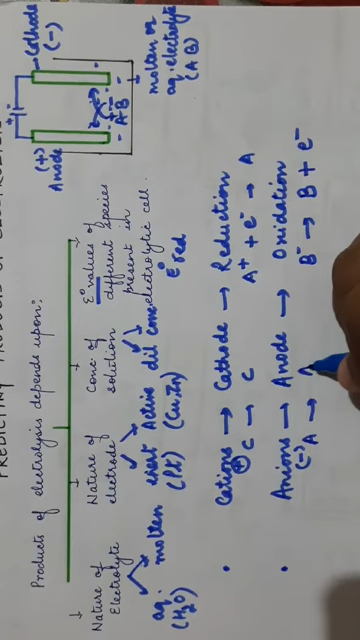 PREDICTING PRODUCTS OF ELECTROLYSIS
Products of electrolysis depends upon:
Nature of Electrolyte
aq. (H₂O)
molten
Nature of electrode
inert (Pt)
Active (Cu, Zn)
Conc of solution
dil
conc
E° values of different species present in electrolytic cell.
E° red
(+) Anode
Cathode (-)
A-B
molten or aq. electrolyte (AB)
• Cations → Cathode → Reduction
(+) C → C A⁺ + e⁻ → A
• Anions → Anode → Oxidation
(-) A → A B⁻ → B + e⁻